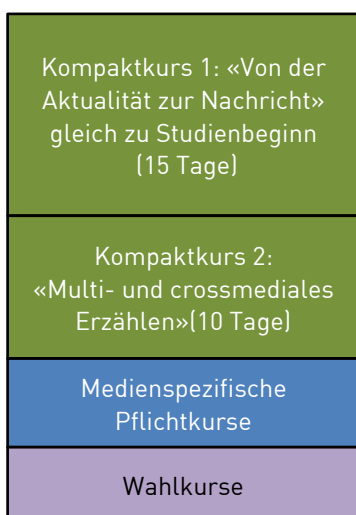 Kompaktkurs 1: «Von der
Aktualität zur Nachricht»
gleich zu Studienbeginn
(15 Tage)
Kompaktkurs 2:
«Multi- und crossmediales
Erzählen»(10 Tage)
Medienspezifische
Pflichtkurse
Wahlkurse